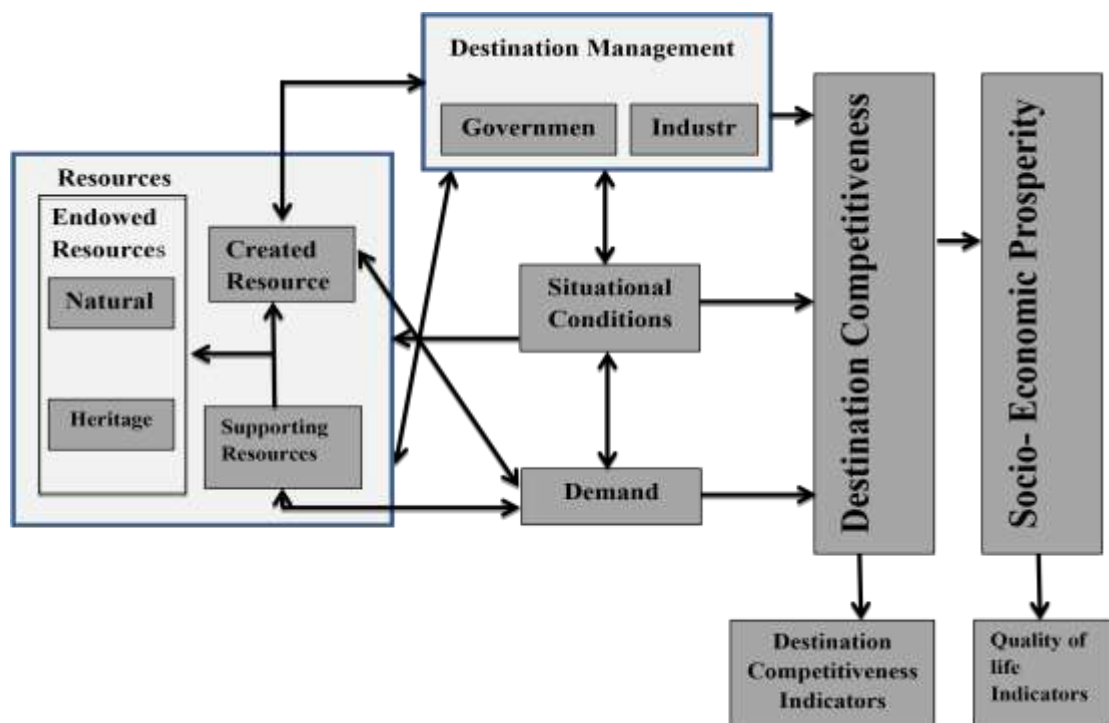 Destination Management
Governmen
Industr
Resources
Endowed
Resources
Natural
Heritage
Created
Resource
Supporting
Resources
Situational
Conditions
Demand
Destination Competitiveness
Socio- Economic Prosperity
Destination
Competitiveness
Indicators
Quality of
life
Indicators